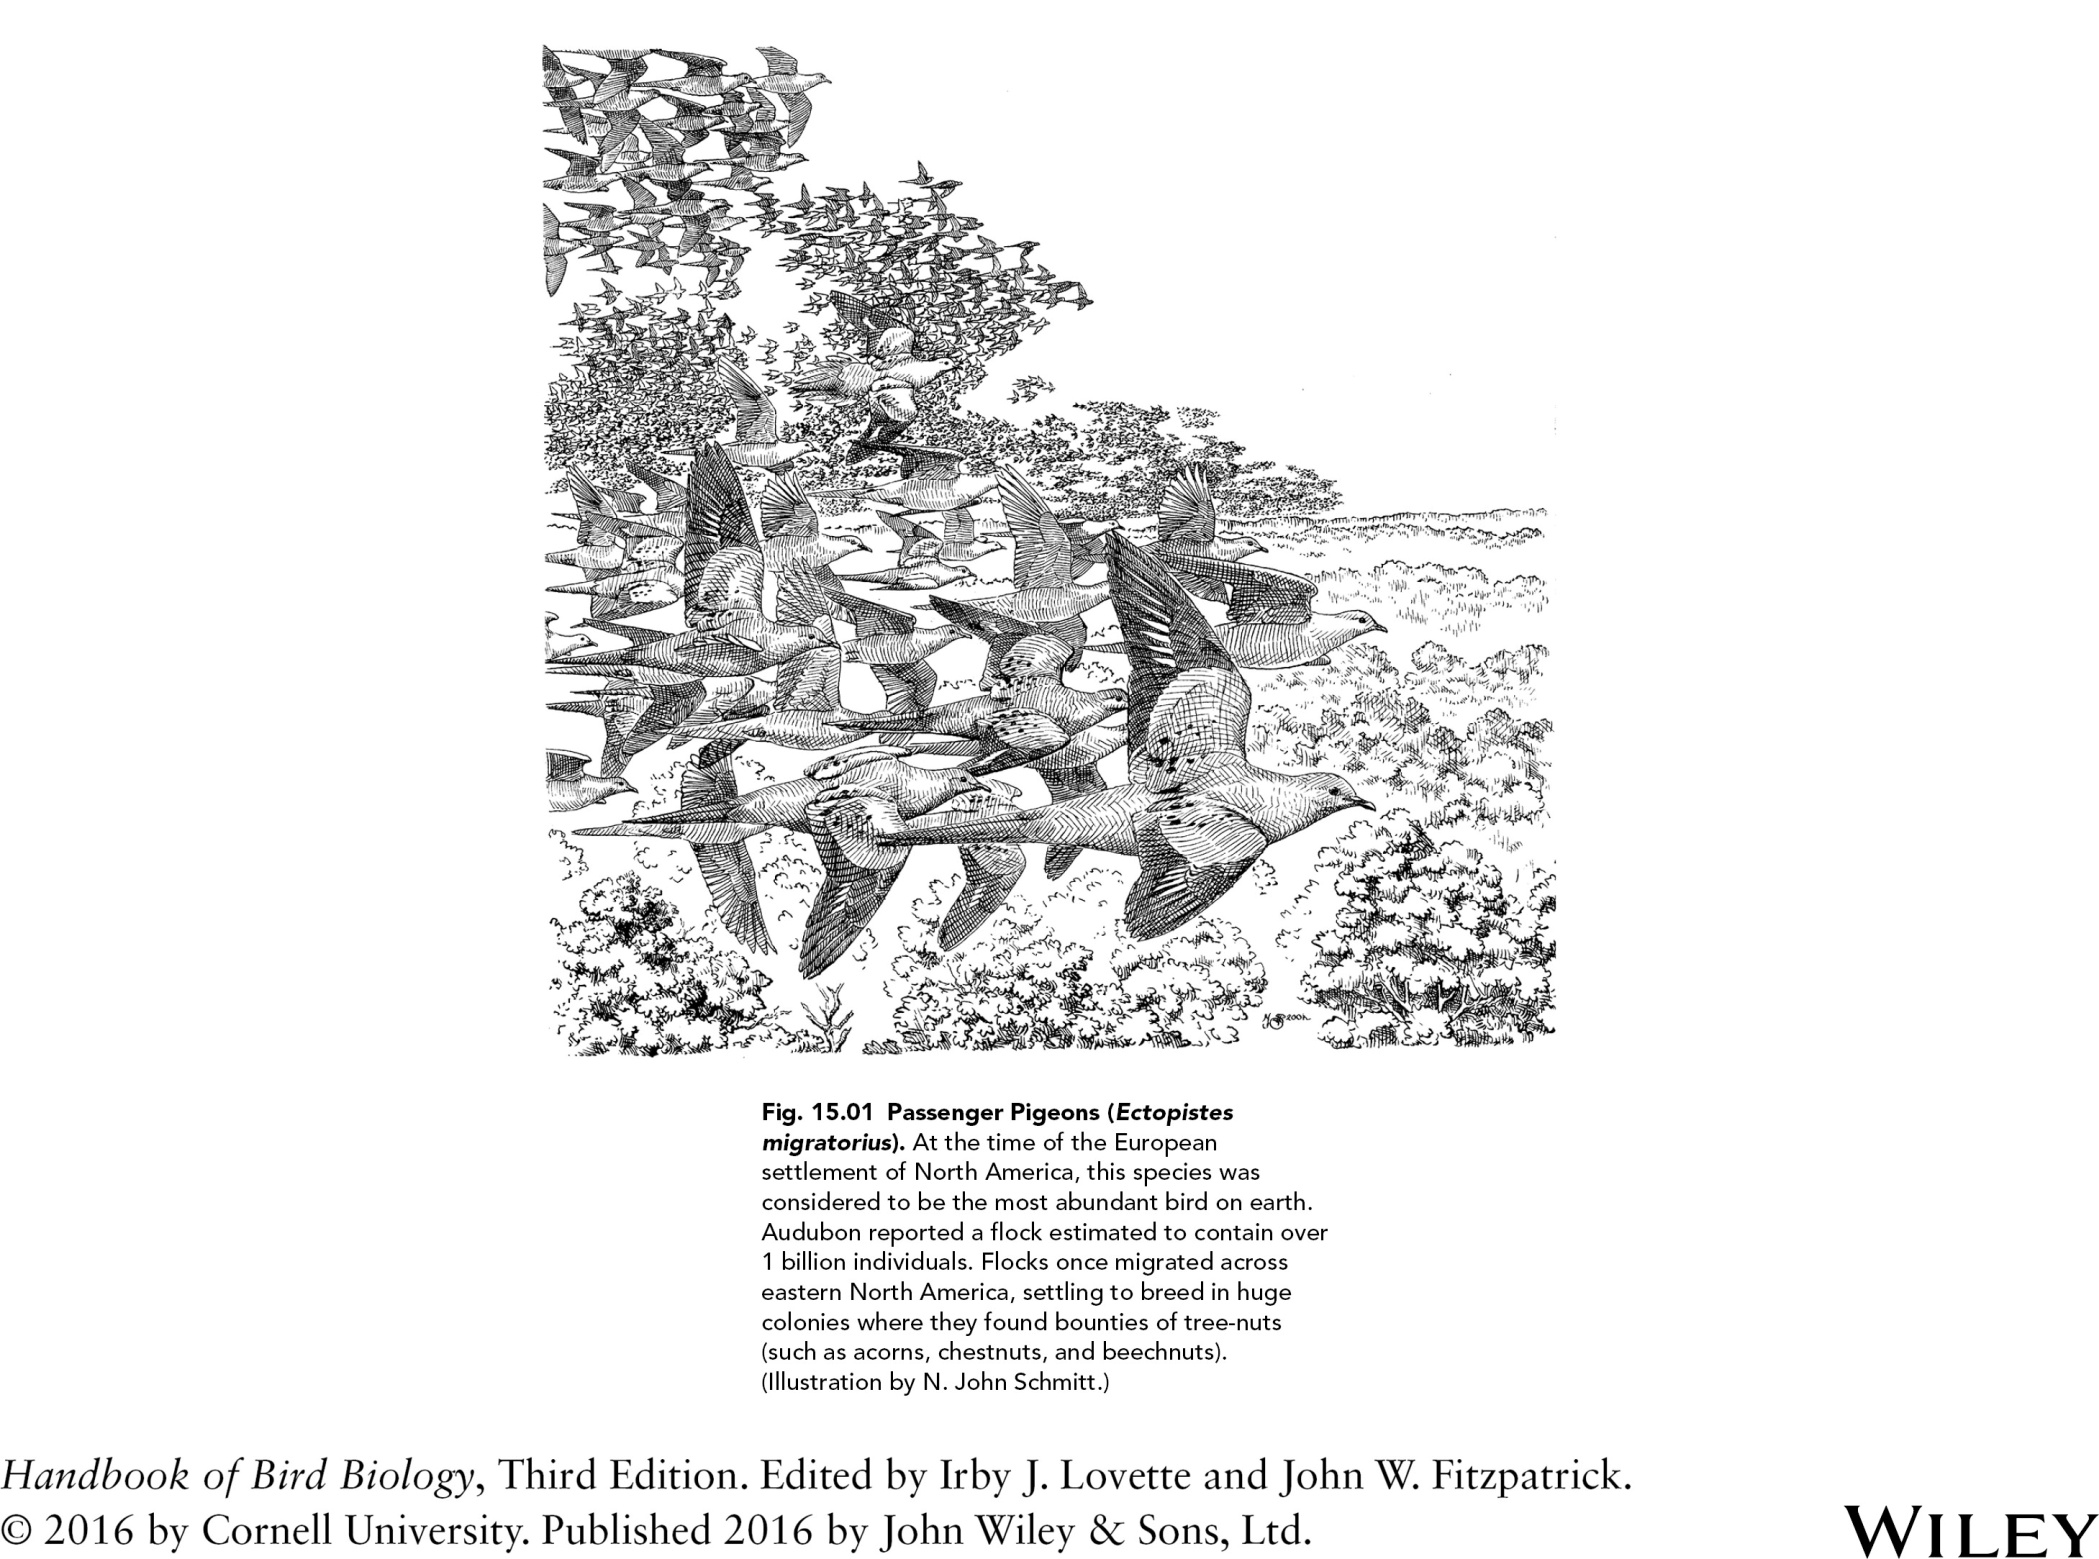 Fig. 15.01 Passenger Pigeons (Ectopistes
migratorius). At the time of the European
settlement of North America, this species was
considered to be the most abundant bird on earth.
Audubon reported a flock estimated to contain over
1 billion individuals. Flocks once migrated across
eastern North America, settling to breed in huge
colonies where they found bounties of tree-nuts
(such as acorns, chestnuts, and beechnuts).
(Illustration by N. John Schmitt.)
Handbook of Bird Biology, Third Edition. Edited by Irby J. Lovette and John W. Fitzpatrick.
© 2016 by Cornell University. Published 2016 by John Wiley & Sons, Ltd.
WILEY